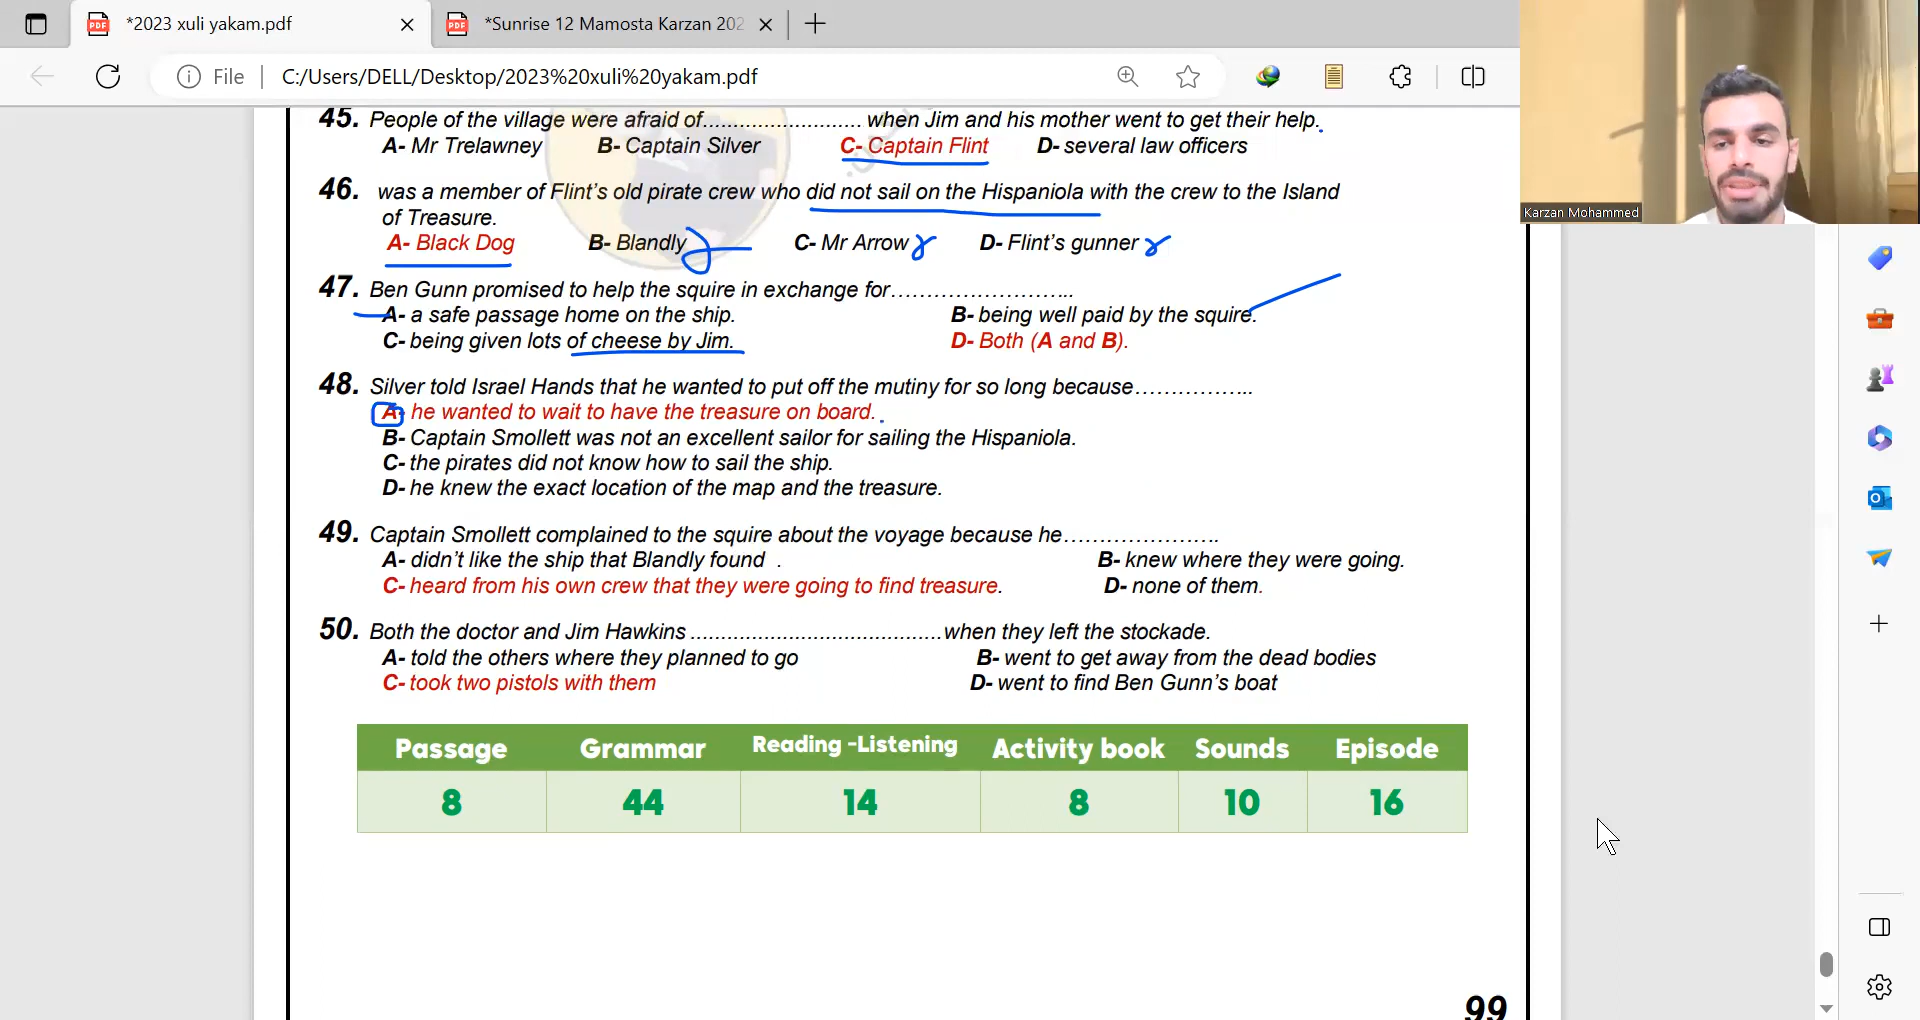 *2023 xuli yakam.pdf
*Sunrise 12 Mamosta Karzan 202
File
C:/Users/DELL/Desktop/2023%20xuli%20yakam.pdf
Karzan Mohammed
45. People of the village were afraid of.......................... when Jim and his mother went to get their help.
A- Mr Trelawney B- Captain Silver C- Captain Flint D- several law officers
46. was a member of Flint's old pirate crew who did not sail on the Hispaniola with the crew to the Island
of Treasure.
A- Black Dog B- Blandly C- Mr Arrow D- Flint's gunner
47. Ben Gunn promised to help the squire in exchange for..........................
A- a safe passage home on the ship. B- being well paid by the squire.
C- being given lots of cheese by Jim. D- Both (A and B).
48. Silver told Israel Hands that he wanted to put off the mutiny for so long because.................
A- he wanted to wait to have the treasure on board.
B- Captain Smollett was not an excellent sailor for sailing the Hispaniola.
C- the pirates did not know how to sail the ship.
D- he knew the exact location of the map and the treasure.
49. Captain Smollett complained to the squire about the voyage because he......................
A- didn't like the ship that Blandly found .
B- knew where they were going.
C- heard from his own crew that they were going to find treasure.
D- none of them.
50. Both the doctor and Jim Hawkins ..........................................when they left the stockade.
A- told the others where they planned to go B- went to get away from the dead bodies
C- took two pistols with them D- went to find Ben Gunn's boat
Passage Grammar Reading -Listening Activity book Sounds Episode
8 44 14 8 10 16
99